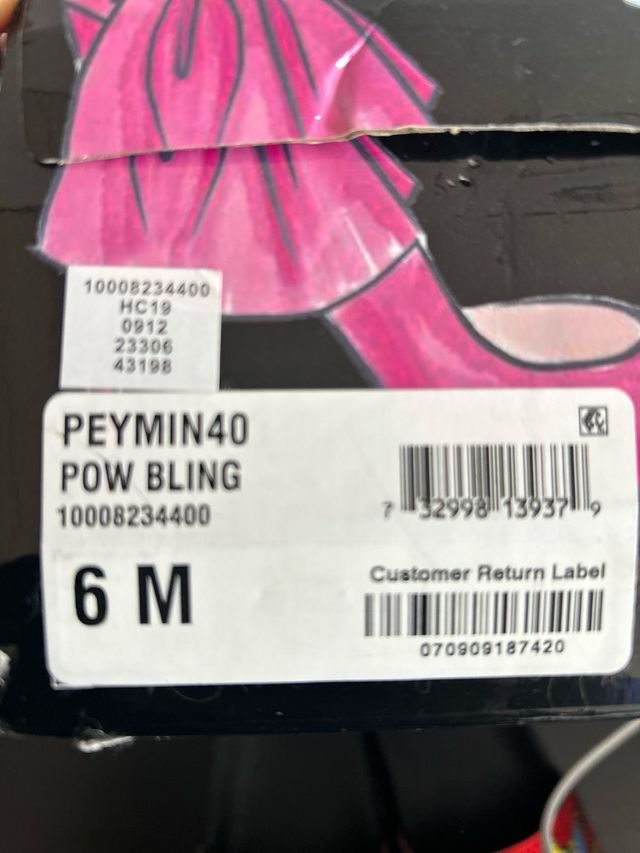 10008234400
HC19
0912
23306
43198
PEYMIN40
POW BLING
10008234400
6 M
7 32998 13937 9
Customer Return Label
070909187420